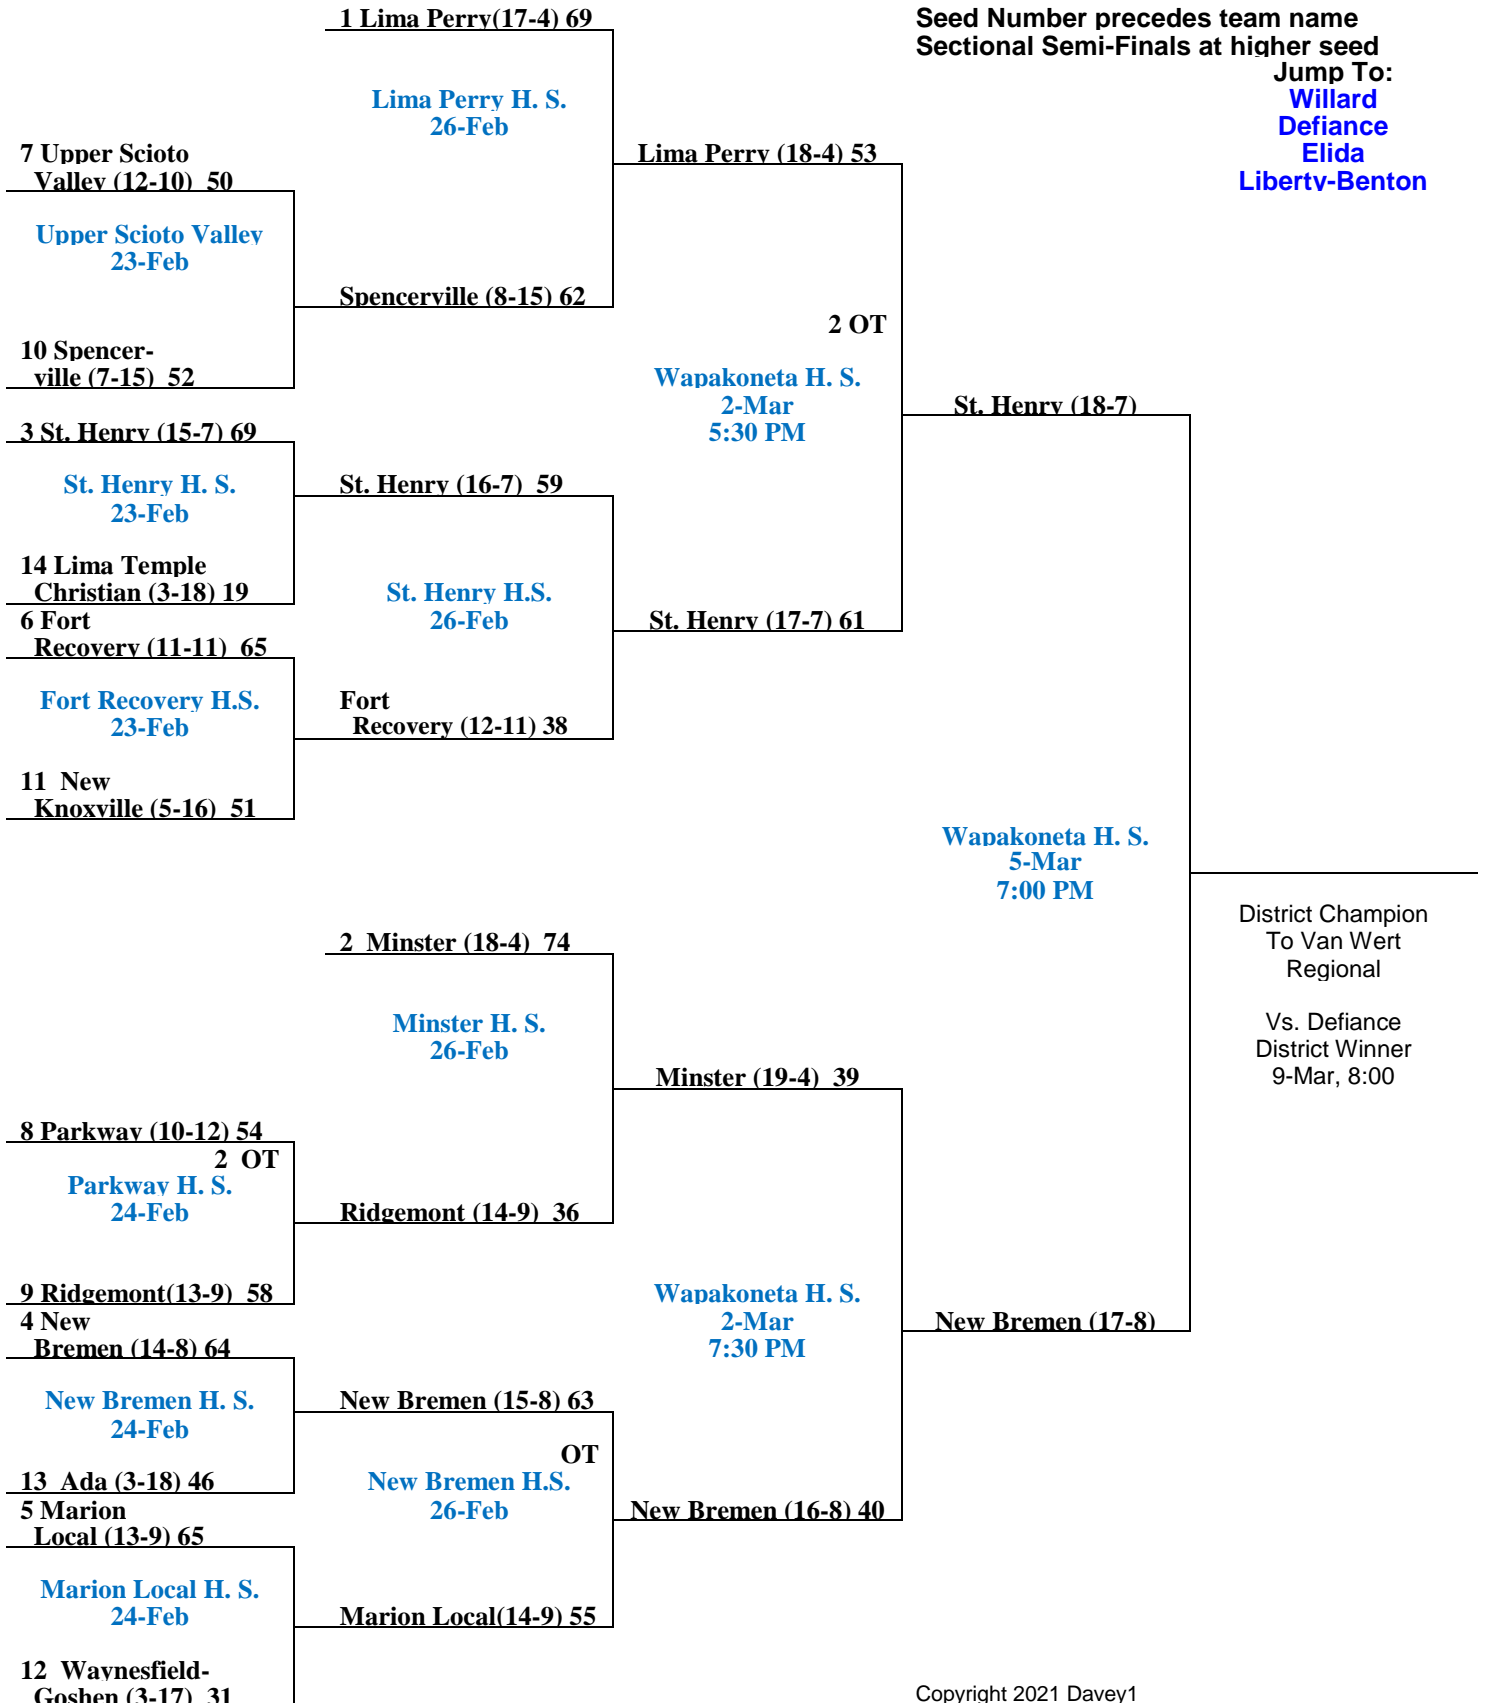 1 Lima Perry(17-4) 69
Seed Number precedes team name
Sectional Semi-Finals at higher seed
Jump To:
Willard
Defiance
Elida
Liberty-Benton
Lima Perry H. S.
26-Feb
7 Upper Scioto
Valley (12-10) 50
Lima Perry (18-4) 53
Upper Scioto Valley
23-Feb
Spencerville (8-15) 62
2 OT
10 Spencer-
ville (7-15) 52
Wapakoneta H. S.
2-Mar
5:30 PM
St. Henry (18-7)
3 St. Henry (15-7) 69
St. Henry H. S.
23-Feb
St. Henry (16-7) 59
14 Lima Temple
Christian (3-18) 19
St. Henry H.S.
26-Feb
St. Henry (17-7) 61
6 Fort
Recovery (11-11) 65
Fort Recovery H.S.
23-Feb
Fort
Recovery (12-11) 38
11 New
Knoxville (5-16) 51
Wapakoneta H. S.
5-Mar
7:00 PM
District Champion
To Van Wert
Regional
Vs. Defiance
District Winner
9-Mar, 8:00
2 Minster (18-4) 74
Minster H. S.
26-Feb
Minster (19-4) 39
8 Parkway (10-12) 54
2 OT
Parkway H. S.
24-Feb
Ridgemont (14-9) 36
9 Ridgemont(13-9) 58
Wapakoneta H. S.
2-Mar
7:30 PM
New Bremen (17-8)
4 New
Bremen (14-8) 64
New Bremen H. S.
24-Feb
New Bremen (15-8) 63
OT
13 Ada (3-18) 46
New Bremen H.S.
26-Feb
New Bremen (16-8) 40
5 Marion
Local (13-9) 65
Marion Local H. S.
24-Feb
Marion Local(14-9) 55
12 Waynesfield-
Goshen (3-17) 31
Copyright 2021 Davey1